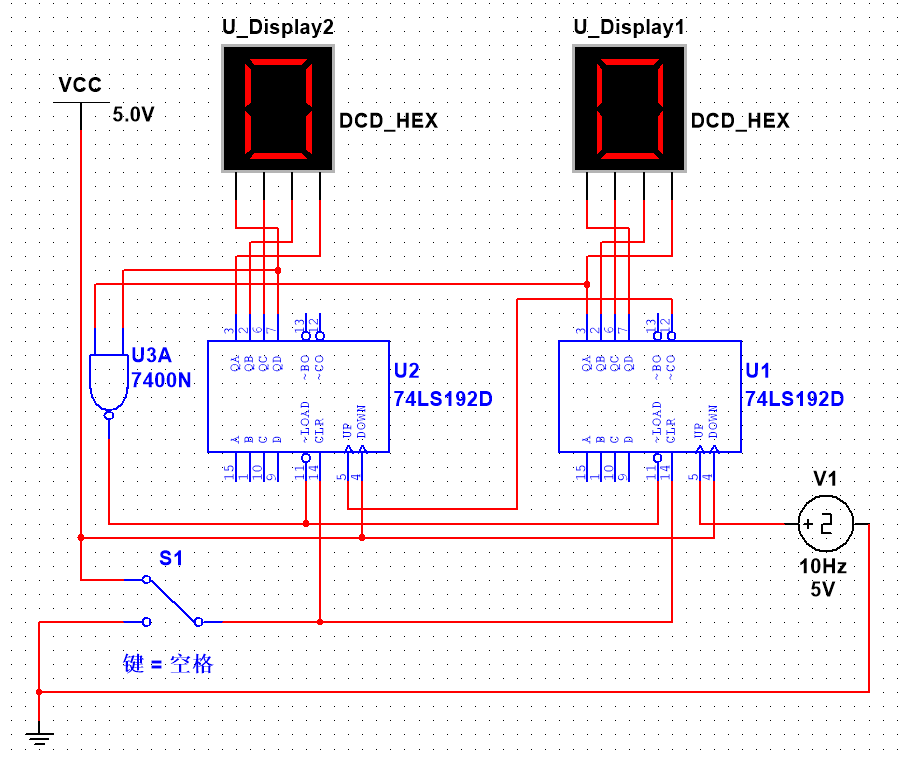 U_Display2
U_Display1
VCC
5.0V
DCD_HEX
DCD_HEX
3
2
6
7
13
12
3
2
6
7
13
12
U3A
7400N
QA
QB
QC
QD
~BO
~CO
U2
74LS192D
QA
QB
QC
QD
~BO
~CO
U1
74LS192D
A
B
C
D
~LOAD
CLR
UP
DOWN
A
B
C
D
~LOAD
CLR
UP
DOWN
15
1
10
9
11
14
5
4
15
1
10
9
11
14
5
4
V1
10Hz
5V
S1
键 = 空格